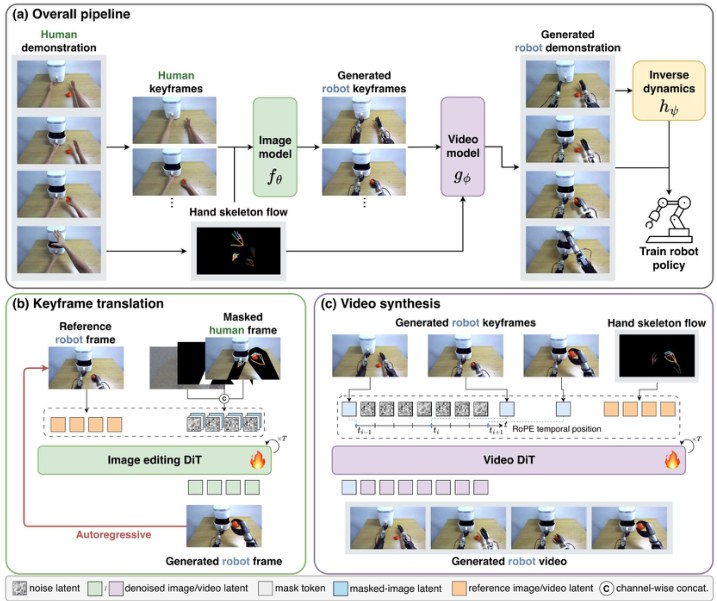 (a) Overall pipeline
Human
demonstration
Human
keyframes
Generated
robot keyframes
Generated
robot demonstration
Image
model
fθ
Video
model
gϕ
Inverse
dynamics
hψ
Hand skeleton flow
Train robot
policy
(b) Keyframe translation
Reference
robot frame
Masked
human frame
C
×T
Image editing DiT
Autoregressive
Generated robot frame
(c) Video synthesis
Generated robot keyframes
Hand skeleton flow
ti−1
ti
ti+1
t
RoPE temporal position
×T
Video DiT
Generated robot video
noise latent
/ denoised image/video latent
mask token
masked-image latent
reference image/video latent
C channel-wise concat.